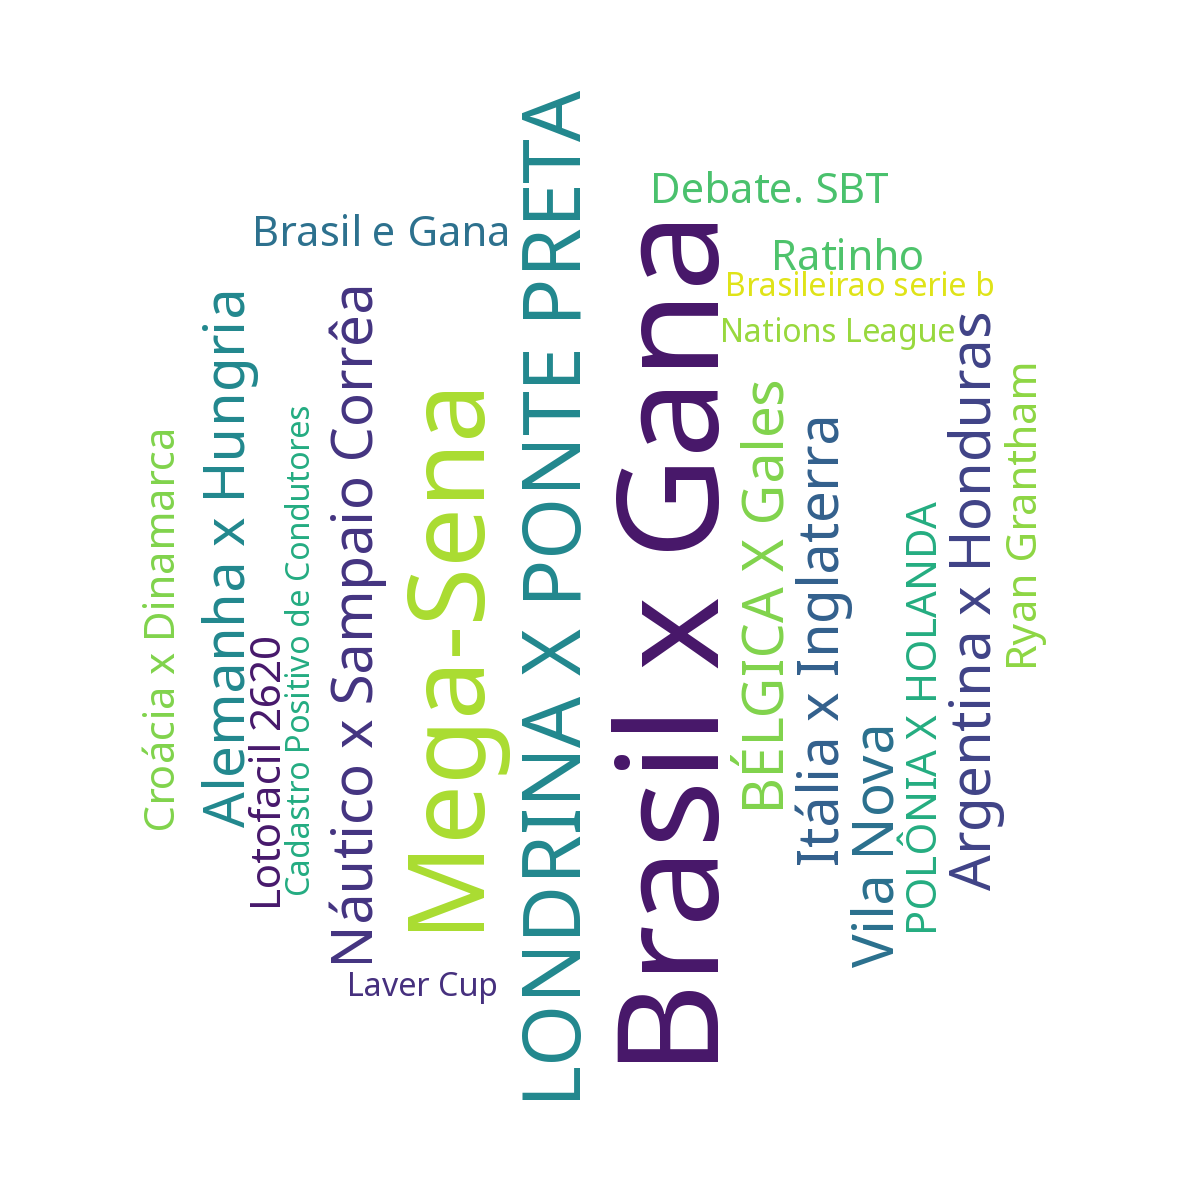 Brasil x Gana
LONDRINA X PONTE PRETA
Mega-Sena
Náutico x Sampaio Corrêa
Alemanha x Hungria
Argentina x Honduras
BÉLGICA X Gales
Itália x Inglaterra
Vila Nova
Croácia x Dinamarca
Lotofacil 2620
Cadastro Positivo de Condutores
Brasil e Gana
Debate. SBT
Ratinho
Brasileirao serie b
Nations League
POLÔNIA X HOLANDA
Ryan Grantham
Laver Cup